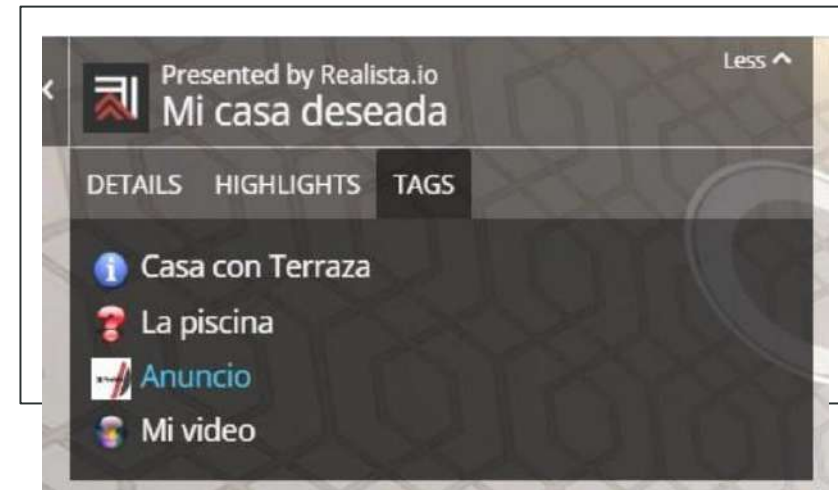 Presented by Realista.io
Less
Mi casa deseada
DETAILS HIGHLIGHTS TAGS
Casa con Terraza
La piscina
Anuncio
Mi video